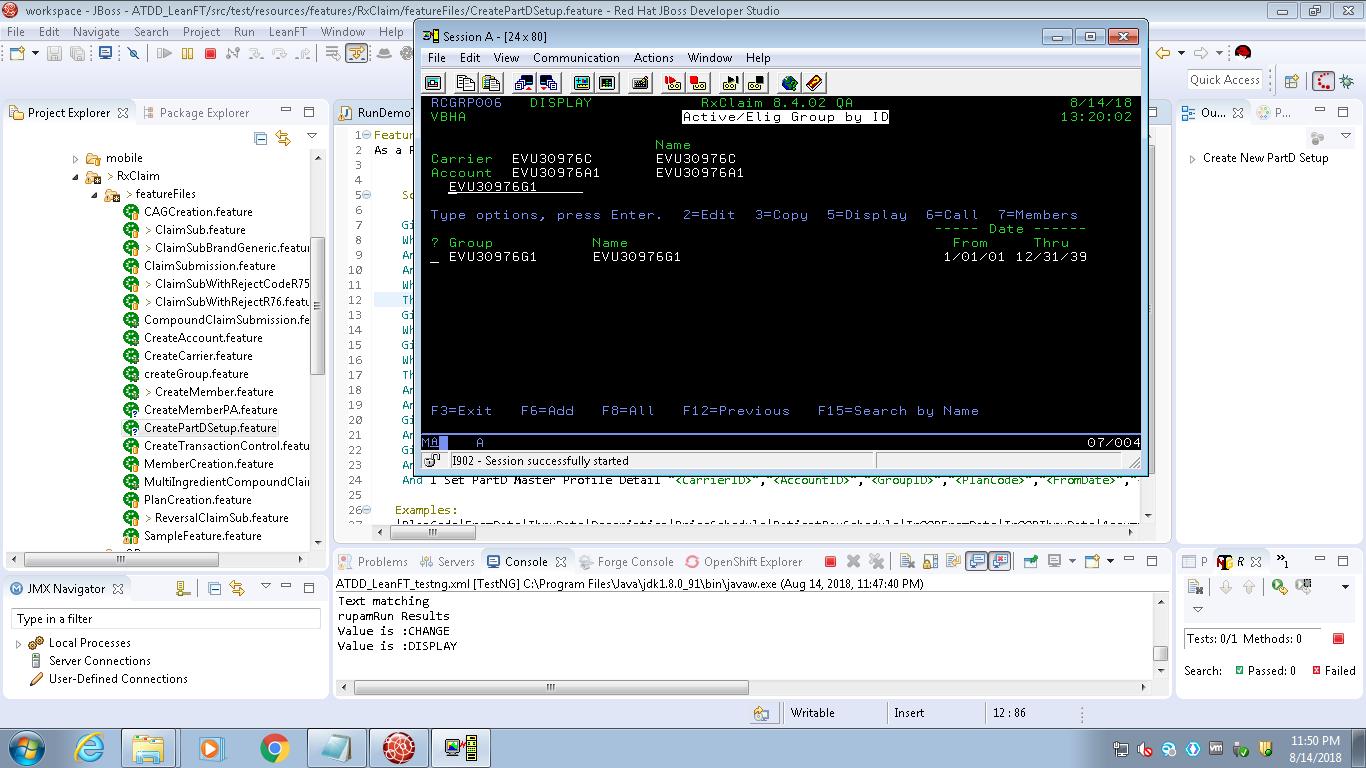 workspace - JBoss - ATDD_LeanFT/src/test/resources/features/RxClaim/featureFiles/CreatePartDSetup.feature - Red Hat JBoss Developer Studio
File Edit Navigate Search Project Run LeanFT Window Help
Quick Access
Project Explorer
Package Explorer
mobile
> RxClaim
> featureFiles
CAGCreation.feature
> ClaimSub.feature
> ClaimSubBrandGeneric.featur
ClaimSubmission.feature
> ClaimSubWithRejectCodeR75
> ClaimSubWithRejectR76.featu
CompoundClaimSubmission.fe
CreateAccount.feature
CreateCarrier.feature
createGroup.feature
> CreateMember.feature
CreateMemberPA.feature
CreatePartDSetup.feature
CreateTransactionControl.featu
MemberCreation.feature
MultiIngredientCompoundClai
PlanCreation.feature
> ReversalClaimSub.feature
SampleFeature.feature
JMX Navigator
Type in a filter
Local Processes
Server Connections
User-Defined Connections
RunDemoT
1 Featur
2 As a R
3
4
5 Sc
6
7 Gi
8 Wh
9 An
10 An
11 Wh
12 Th
13 Gi
14 Wh
15 Gi
16 Wh
17 Th
18 An
19 An
20 Gi
21 An
22 Gi
23 An
24 And I Set PartD Master Profile Detail "<CarrierID>","<AccountID>","<GroupID>","<PlanCode>","<FromDate>",
25
26 Examples:
Session A - [24 x 80]
File Edit View Communication Actions Window Help
RCGRP006 DISPLAY RxClaim 8.4.02 QA 8/14/18
VBHA Active/Elig Group by ID 13:20:02
Name
Carrier EVU30976C EVU30976C
Account EVU30976A1 EVU30976A1
EVU30976G1
Type options, press Enter. 2=Edit 3=Copy 5=Display 6=Call 7=Members
----- Date ------
? Group Name From Thru
_ EVU30976G1 EVU30976G1 1/01/01 12/31/39
F3=Exit F6=Add F8=All F12=Previous F15=Search by Name
MA A 07/004
I902 - Session successfully started
Ou...
P...
Create New PartD Setup
Problems Servers Console Forge Console OpenShift Explorer
ATDD_LeanFT_testng.xml [TestNG] C:\Program Files\Java\jdk1.8.0_91\bin\javaw.exe (Aug 14, 2018, 11:47:40 PM)
Text matching
rupamRun Results
Value is :CHANGE
Value is :DISPLAY
P R »1
Tests: 0/1 Methods: 0
Search: Passed: 0 Failed
Writable Insert 12 : 86
11:50 PM
8/14/2018